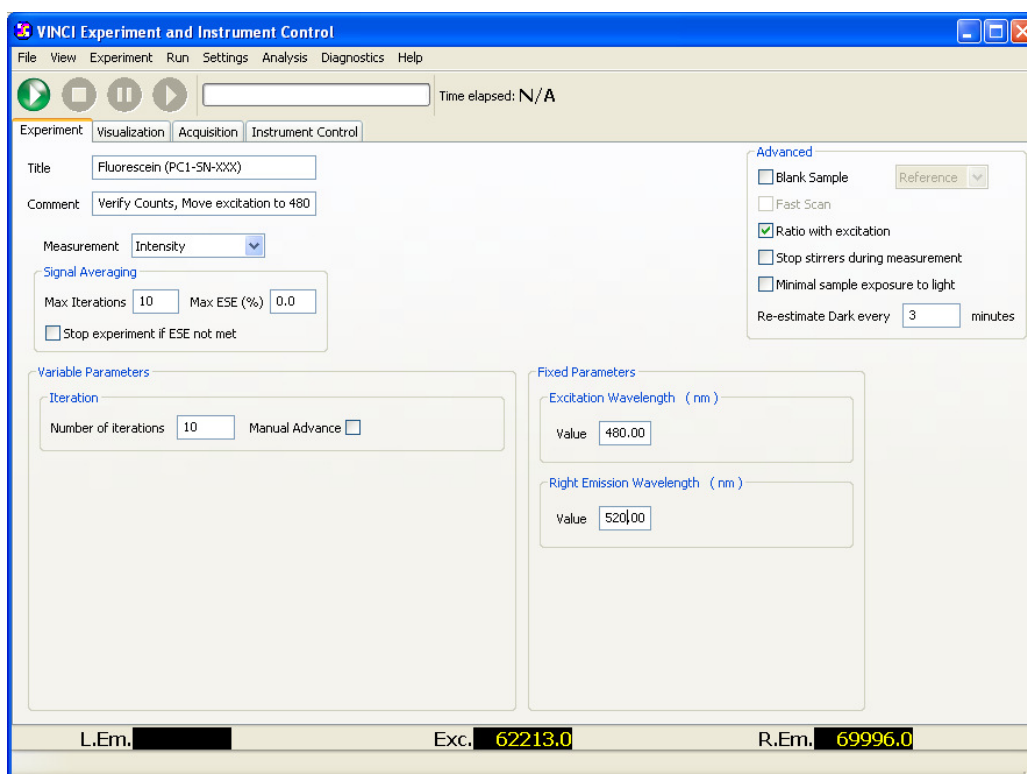 VINCI Experiment and Instrument Control
File View Experiment Run Settings Analysis Diagnostics Help
Time elapsed: N/A
Experiment Visualization Acquisition Instrument Control
Title Fluorescein (PC1-SN-XXX)
Comment Verify Counts, Move excitation to 480
Measurement Intensity
Signal Averaging
Max Iterations 10 Max ESE (%) 0.0
Stop experiment if ESE not met
Advanced
Blank Sample Reference
Fast Scan
Ratio with excitation
Stop stirrers during measurement
Minimal sample exposure to light
Re-estimate Dark every 3 minutes
Variable Parameters
Iteration
Number of iterations 10 Manual Advance
Fixed Parameters
Excitation Wavelength ( nm )
Value 480.00
Right Emission Wavelength ( nm )
Value 520.00
L.Em. Exc. 62213.0 R.Em. 69996.0